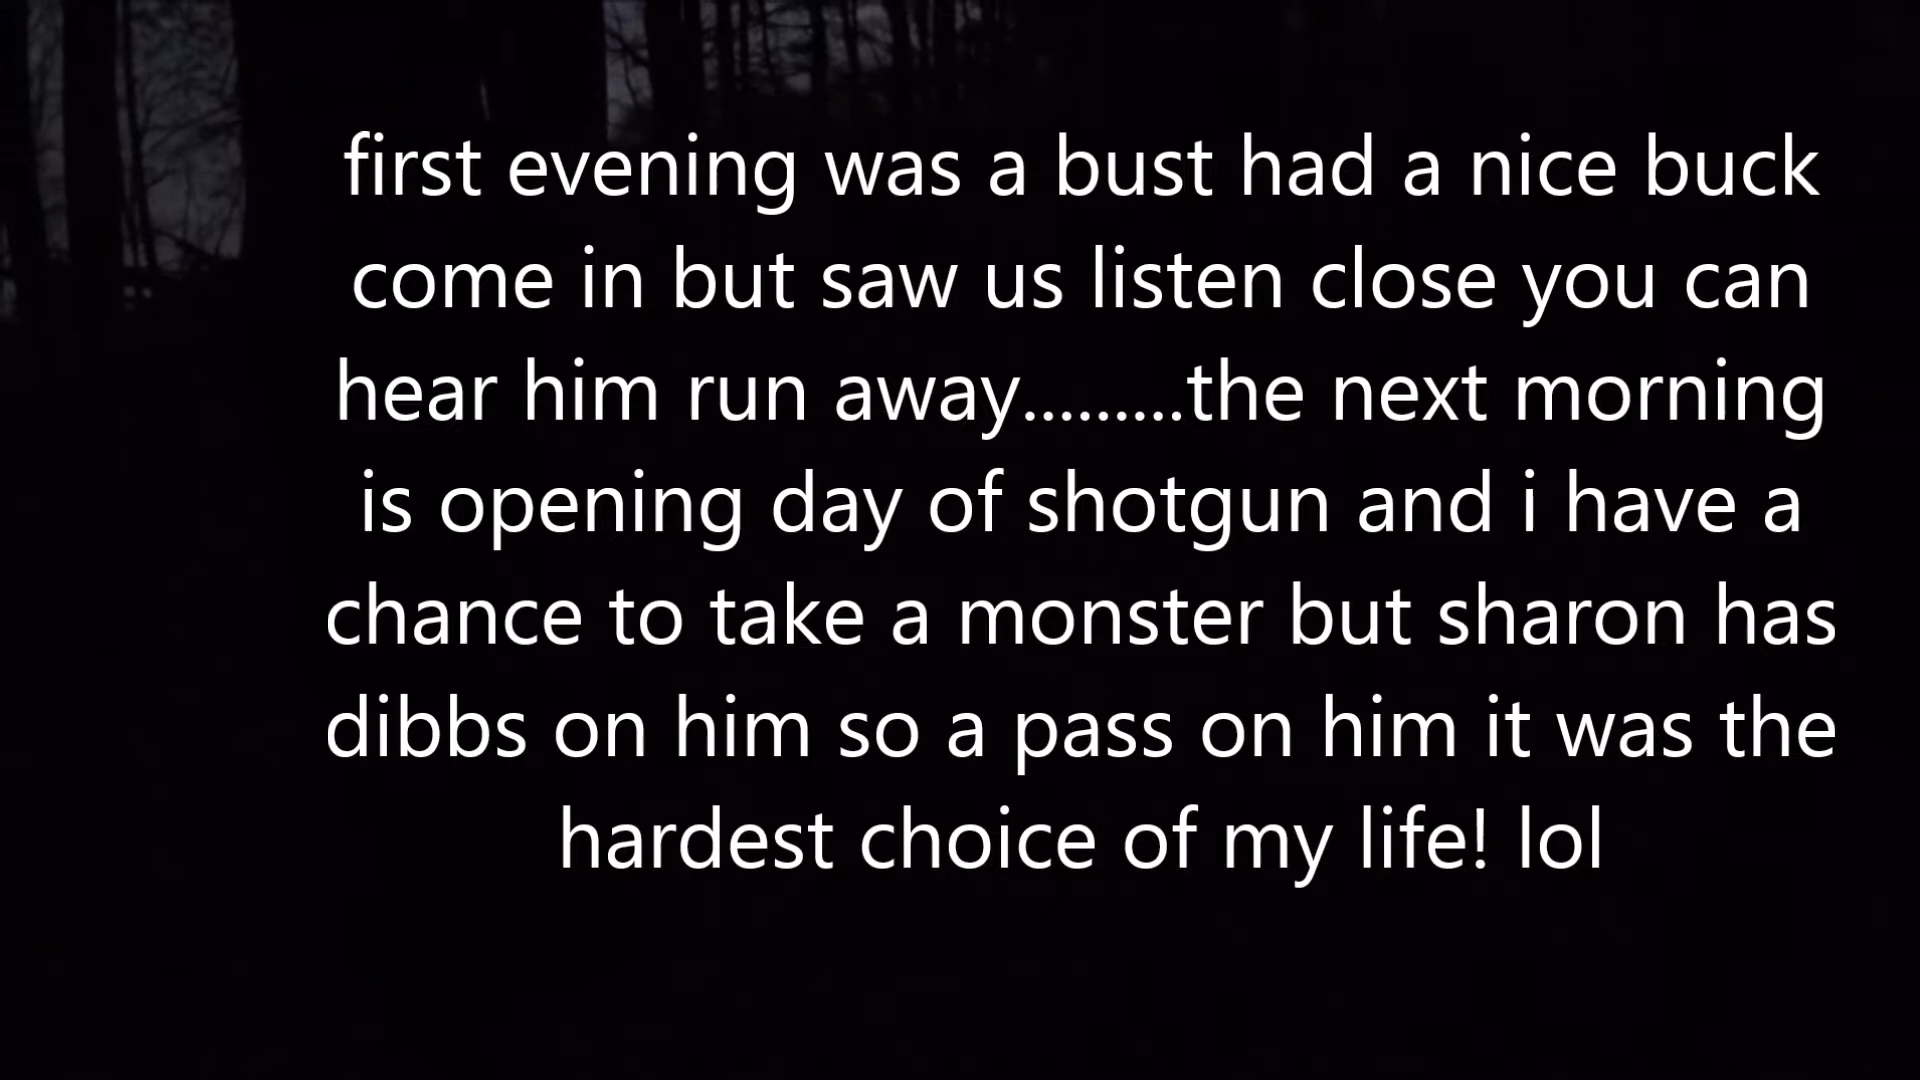 first evening was a bust had a nice buck
come in but saw us listen close you can
hear him run away.........the next morning
is opening day of shotgun and i have a
chance to take a monster but sharon has
dibbs on him so a pass on him it was the
hardest choice of my life! lol